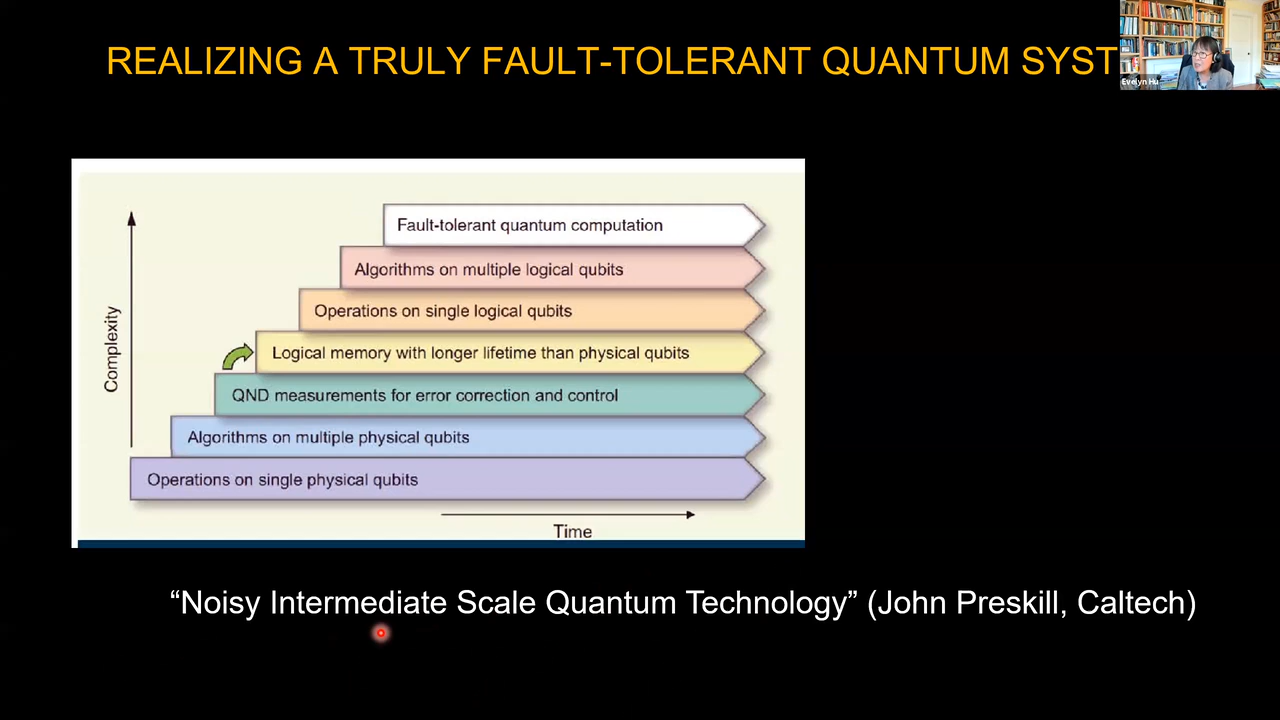 REALIZING A TRULY FAULT-TOLERANT QUANTUM SYST
Evelyn Hu
Fault-tolerant quantum computation
Algorithms on multiple logical qubits
Operations on single logical qubits
Logical memory with longer lifetime than physical qubits
QND measurements for error correction and control
Algorithms on multiple physical qubits
Operations on single physical qubits
Complexity
Time
“Noisy Intermediate Scale Quantum Technology” (John Preskill, Caltech)